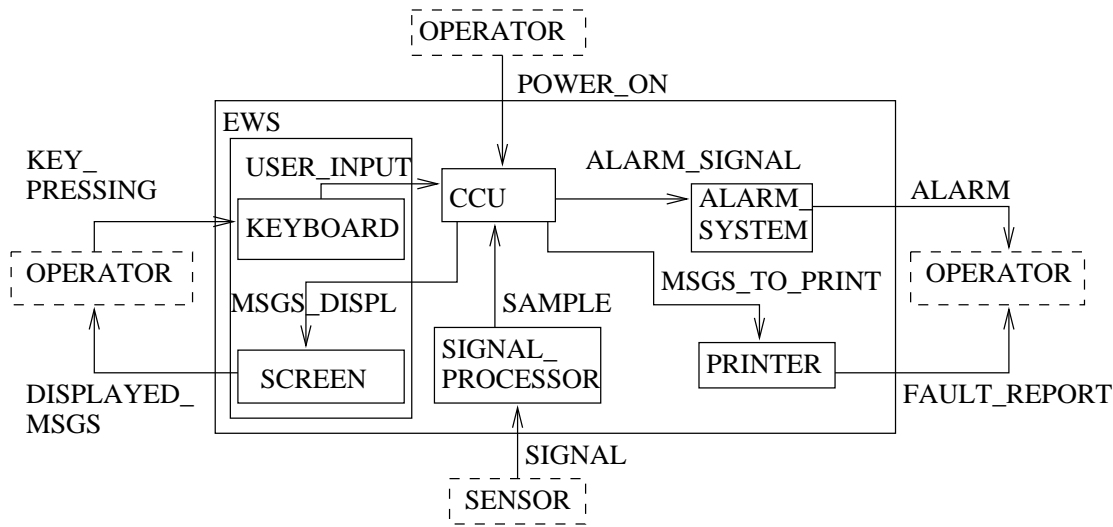 OPERATOR
POWER_ON
EWS
KEY_
PRESSING
USER_INPUT
CCU
ALARM_SIGNAL
ALARM_
SYSTEM
ALARM
KEYBOARD
OPERATOR
OPERATOR
MSGS_DISPL
SAMPLE
MSGS_TO_PRINT
SIGNAL_
PROCESSOR
PRINTER
SCREEN
DISPLAYED_
MSGS
FAULT_REPORT
SIGNAL
SENSOR